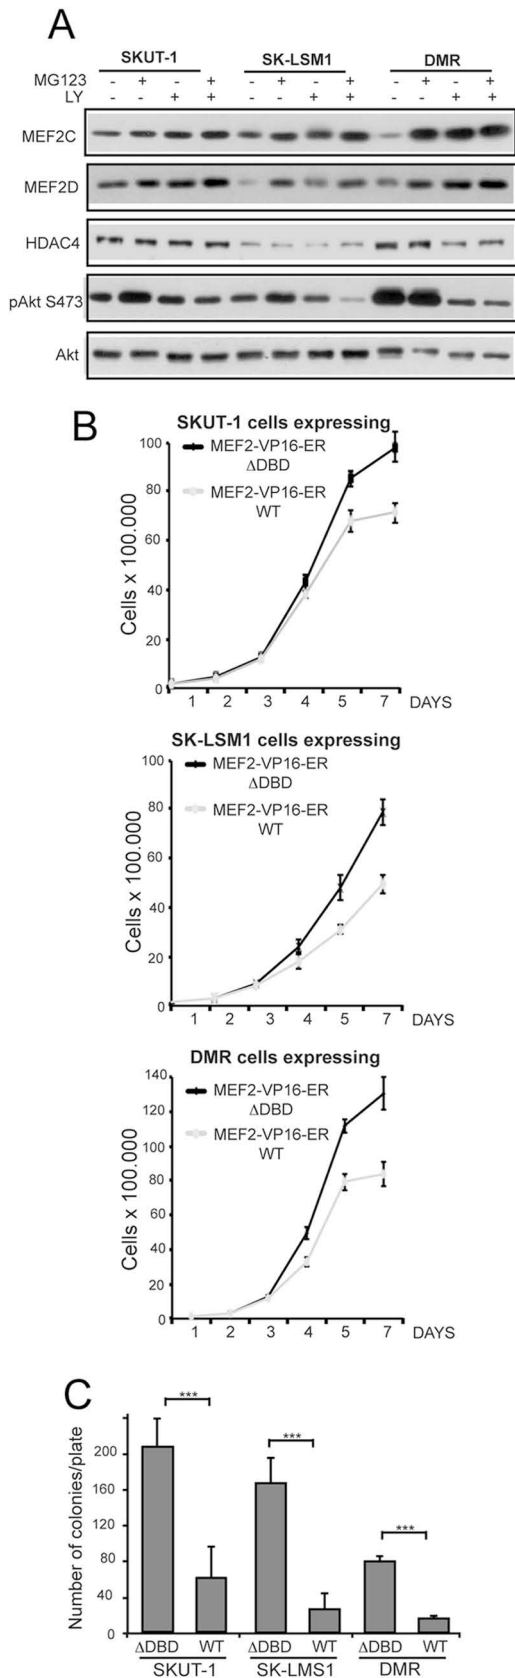 A
SKUT-1 SK-LSM1 DMR
MG123 - + - + - + - + - + - +
LY - - + + - - + + - - + +
MEF2C
MEF2D
HDAC4
pAkt S473
Akt
B
SKUT-1 cells expressing
MEF2-VP16-ER
ΔDBD
MEF2-VP16-ER
WT
Cells x 100.000
100
80
60
40
20
0
1 2 3 4 5 7 DAYS
SK-LSM1 cells expressing
MEF2-VP16-ER
ΔDBD
MEF2-VP16-ER
WT
Cells x 100.000
100
80
60
40
20
0
1 2 3 4 5 7 DAYS
DMR cells expressing
MEF2-VP16-ER
ΔDBD
MEF2-VP16-ER
WT
Cells x 100.000
140
120
100
80
60
40
20
0
1 2 3 4 5 7 DAYS
C
Number of colonies/plate
200
160
120
80
40
0
*** *** ***
ΔDBD WT ΔDBD WT ΔDBD WT
SKUT-1 SK-LMS1 DMR